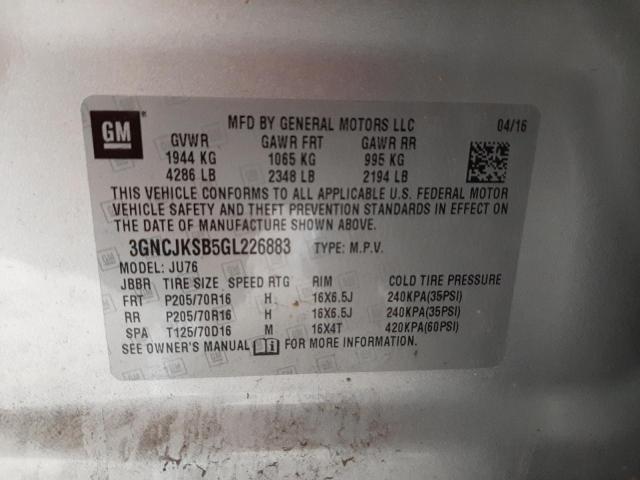 GM
MFD BY GENERAL MOTORS LLC 04/16
GVWR GAWR FRT GAWR RR
1944 KG 1065 KG 995 KG
4286 LB 2348 LB 2194 LB
THIS VEHICLE CONFORMS TO ALL APPLICABLE U.S. FEDERAL MOTOR
VEHICLE SAFETY AND THEFT PREVENTION STANDARDS IN EFFECT ON
THE DATE OF MANUFACTURE SHOWN ABOVE.
3GNCJKSB5GL226883 TYPE: M.P.V.
MODEL: JU76
JBBR TIRE SIZE SPEED RTG RIM COLD TIRE PRESSURE
FRT P205/70R16 H 16X6.5J 240KPA(35PSI)
RR P205/70R16 H 16X6.5J 240KPA(35PSI)
SPA T125/70D16 M 16X4T 420KPA(60PSI)
SEE OWNER'S MANUAL FOR MORE INFORMATION.